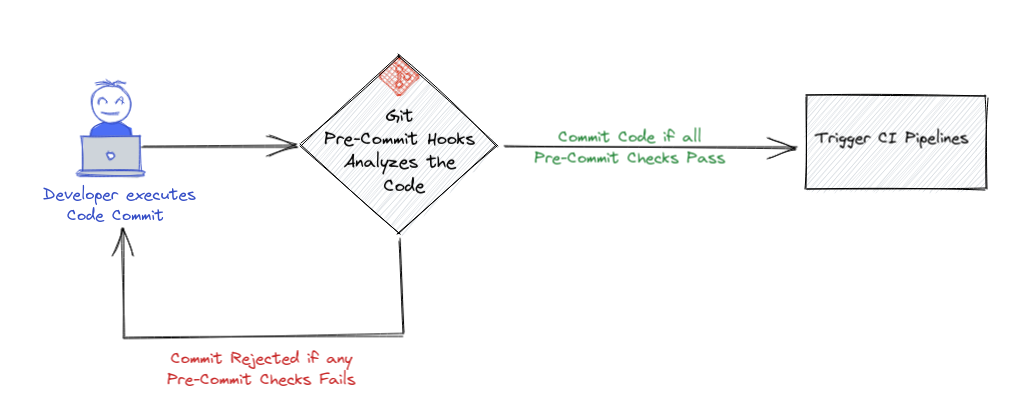 Developer executes
Code Commit
Git
Pre-Commit Hooks
Analyzes the
Code
Commit Code if all
Pre-Commit Checks Pass
Trigger CI Pipelines
Commit Rejected if any
Pre-Commit Checks Fails